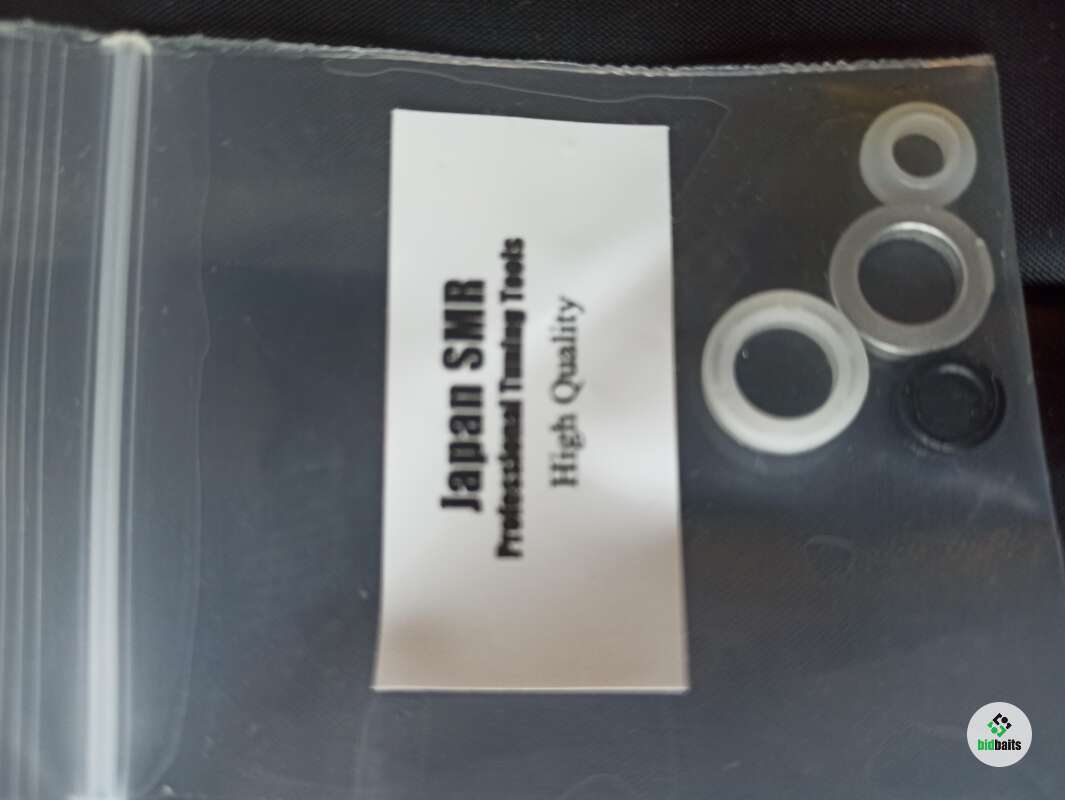 Japan SMR
Professional Tuning Tools
High Quality
bidbaits